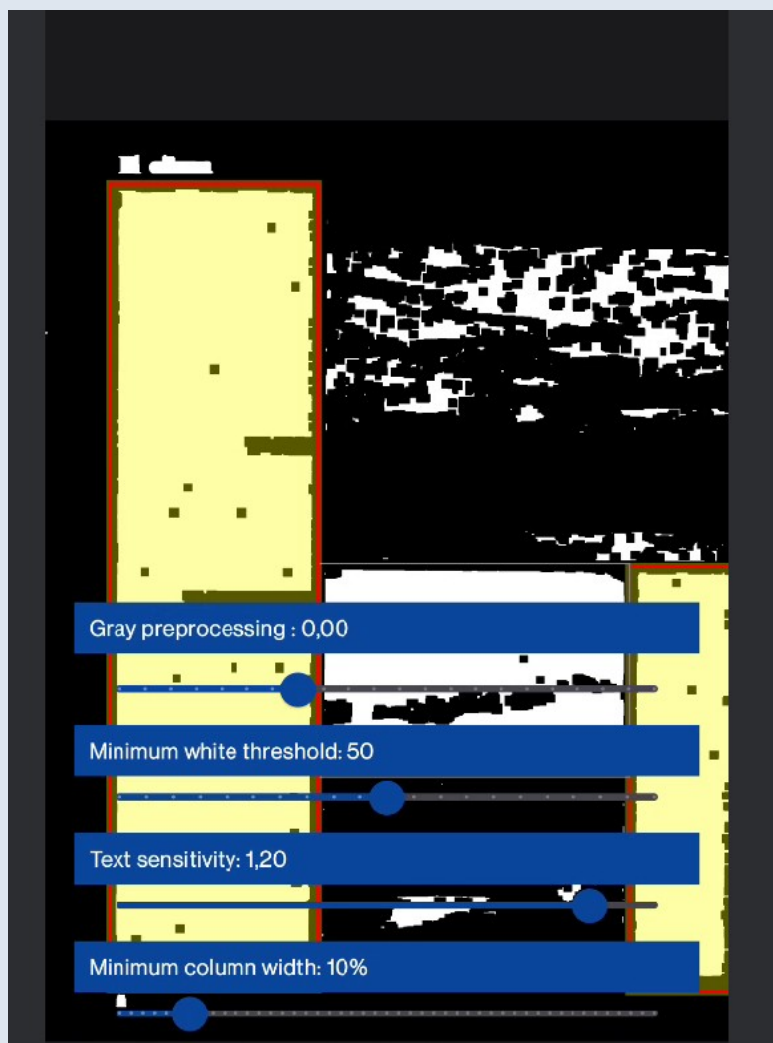 Gray preprocessing : 0,00
Minimum white threshold: 50
Text sensitivity: 1,20
Minimum column width: 10%